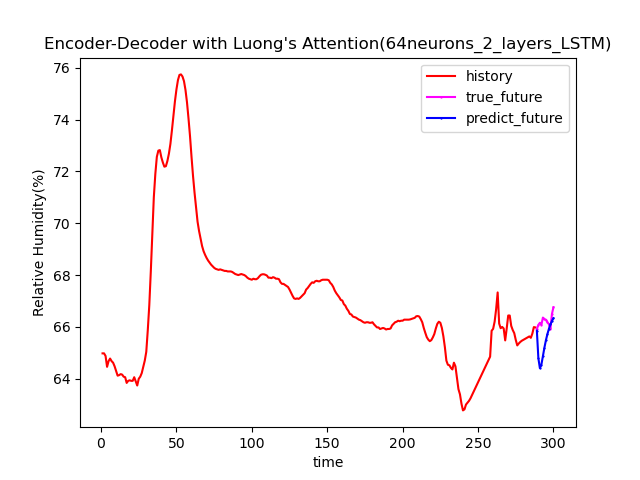 Encoder-Decoder with Luong's Attention(64neurons_2_layers_LSTM)
history
true_future
predict_future
Relative Humidity(%)
76
74
72
70
68
66
64
0 50 100 150 200 250 300
time